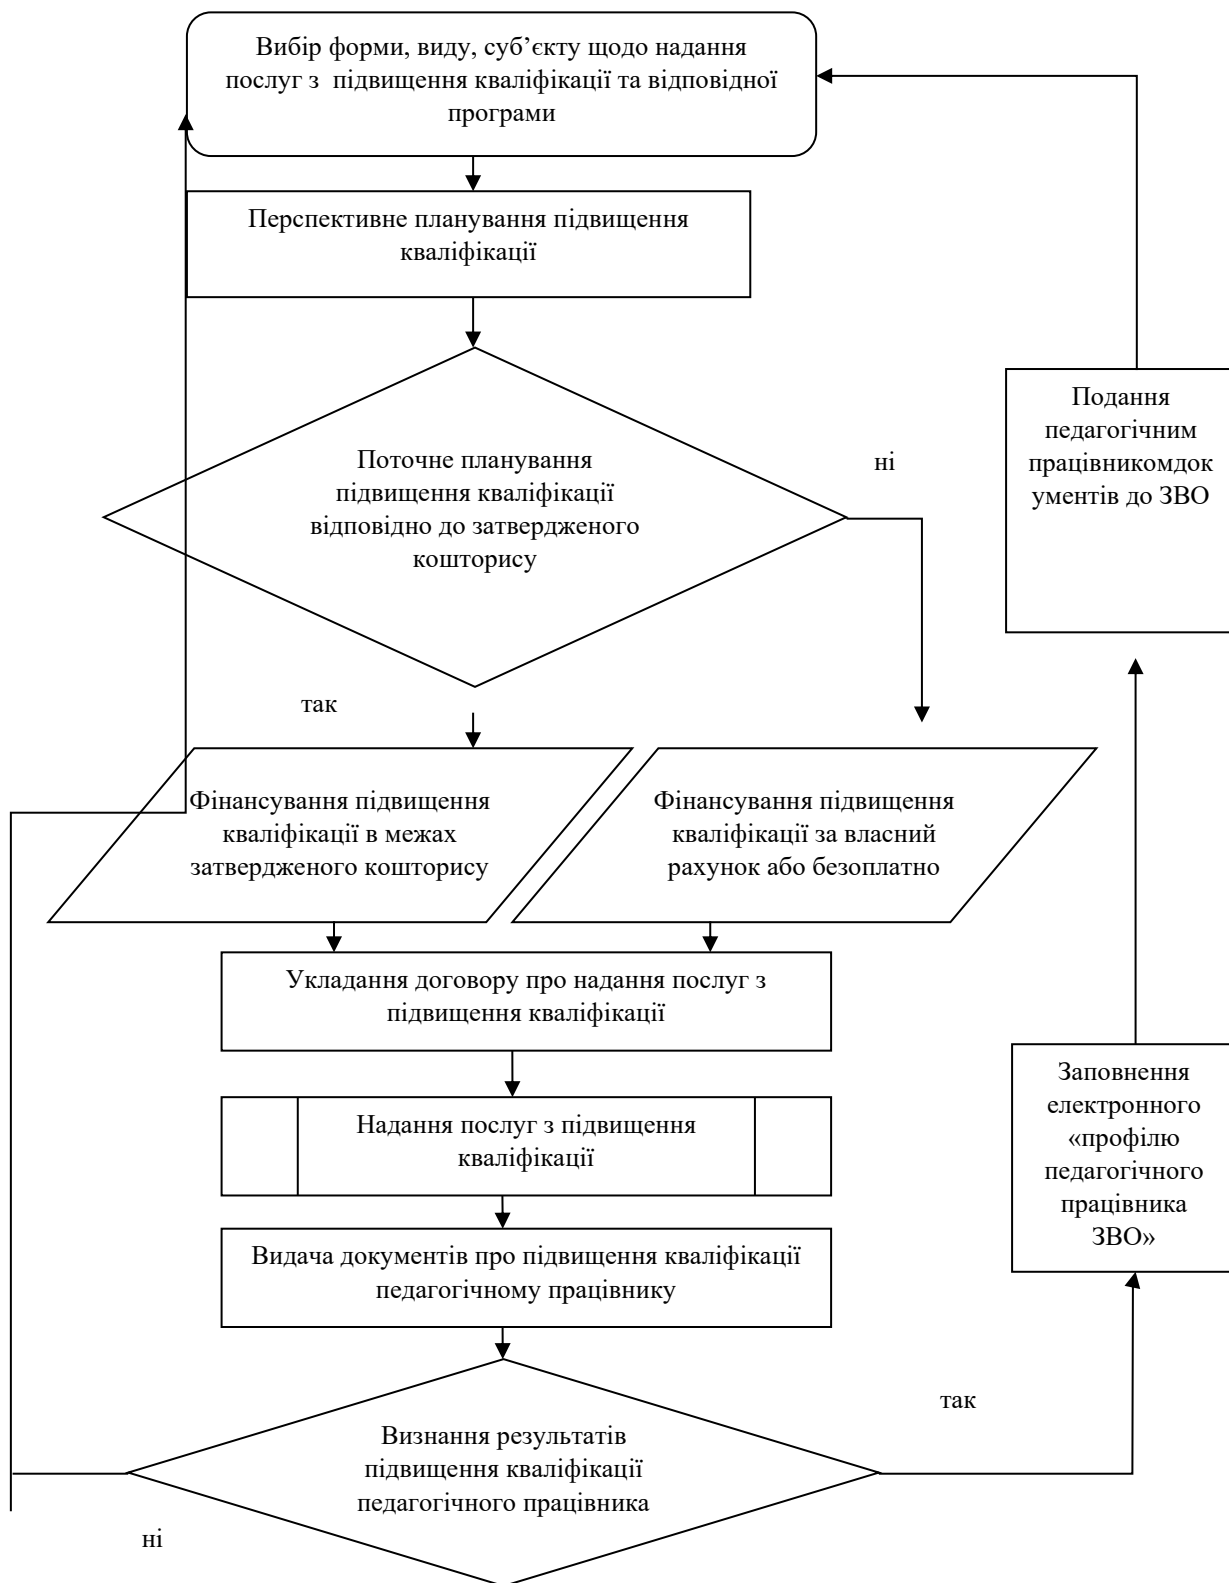 Вибір форми, виду, суб’єкту щодо надання
послуг з підвищення кваліфікації та відповідної
програми
Перспективне планування підвищення
кваліфікації
Поточне планування
підвищення кваліфікації
відповідно до затвердженого
кошторису
ні
Подання
педагогічним
працівникомдок
ументів до ЗВО
так
Фінансування підвищення
кваліфікації в межах
затвердженого кошторису
Фінансування підвищення
кваліфікації за власний
рахунок або безоплатно
Укладання договору про надання послуг з
підвищення кваліфікації
Надання послуг з підвищення
кваліфікації
Заповнення
електронного
«профілю
педагогічного
працівника
ЗВО»
Видача документів про підвищення кваліфікації
педагогічному працівнику
так
Визнання результатів
підвищення кваліфікації
педагогічного працівника
ні